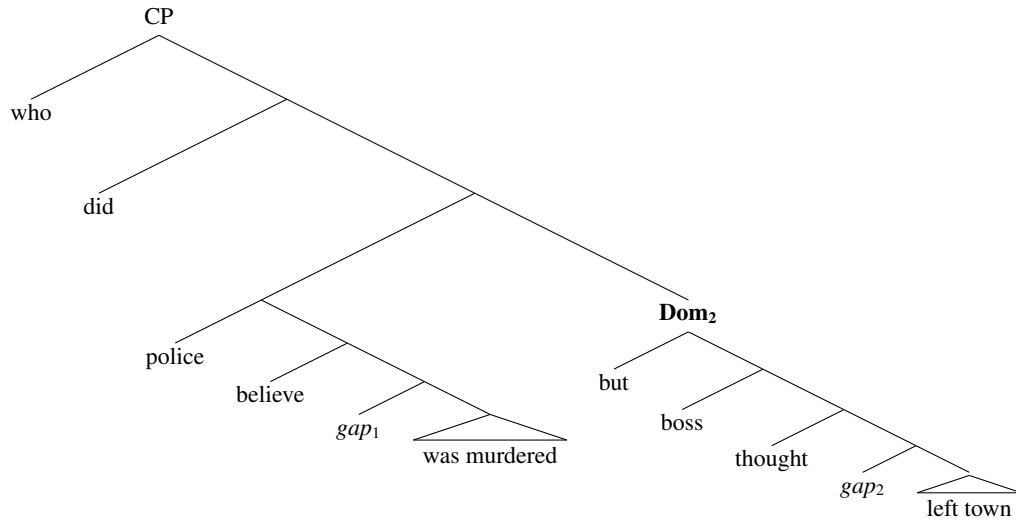 CP
who
did
police
believe
gap₁
was murdered
Dom₂
but
boss
thought
gap₂
left town